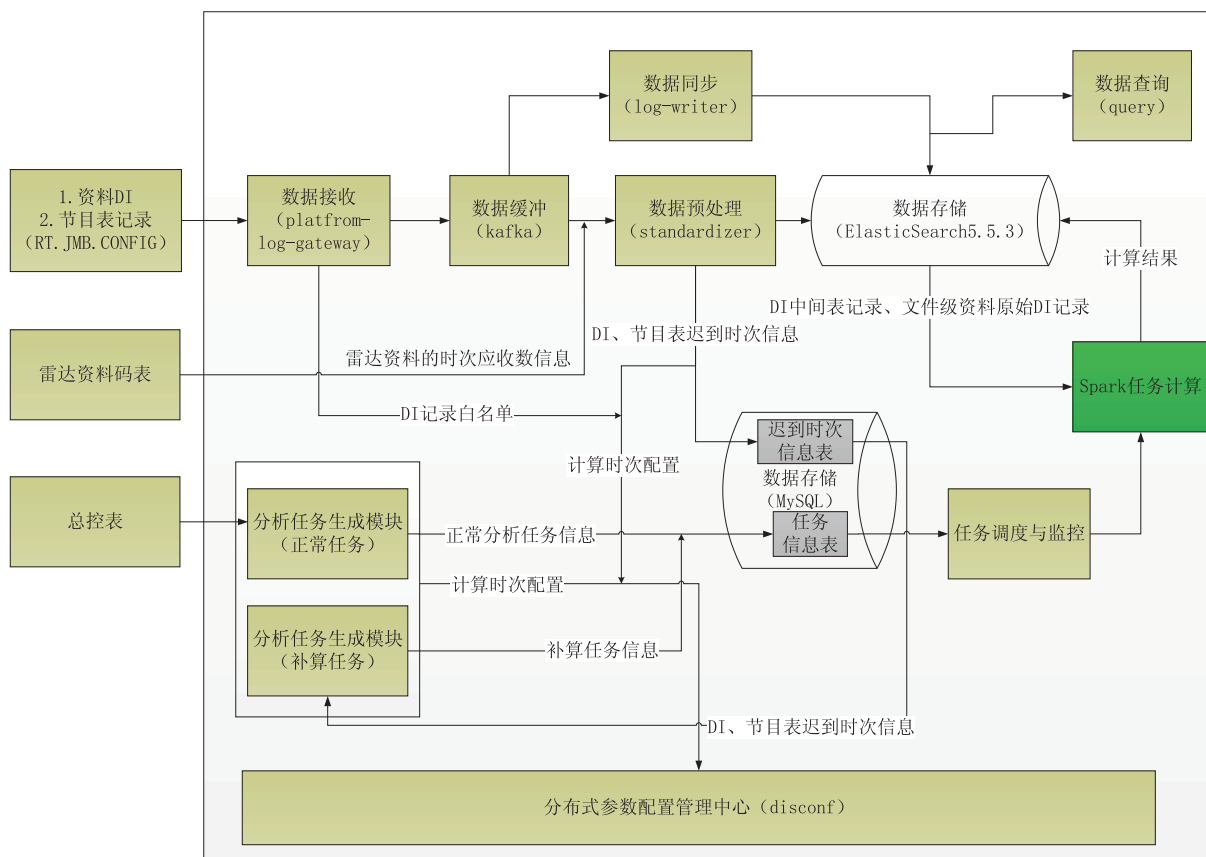 数据同步
（log-writer）
数据查询
（query）
1.资料DI
2.节目表记录
（RT.JMB.CONFIG）
数据接收
（platfrom-
log-gateway）
数据缓冲
（kafka）
数据预处理
（standardizer）
数据存储
（ElasticSearch5.5.3）
计算结果
DI中间表记录、文件级资料原始DI记录
DI、节目表迟到时次信息
雷达资料码表
雷达资料的时次应收数信息
Spark任务计算
DI记录白名单
迟到时次
信息表
计算时次配置
数据存储
（MySQL）
总控表
分析任务生成模块
（正常任务）
正常分析任务信息
任务
信息表
任务调度与监控
计算时次配置
分析任务生成模块
（补算任务）
补算任务信息
DI、节目表迟到时次信息
分布式参数配置管理中心（disconf）